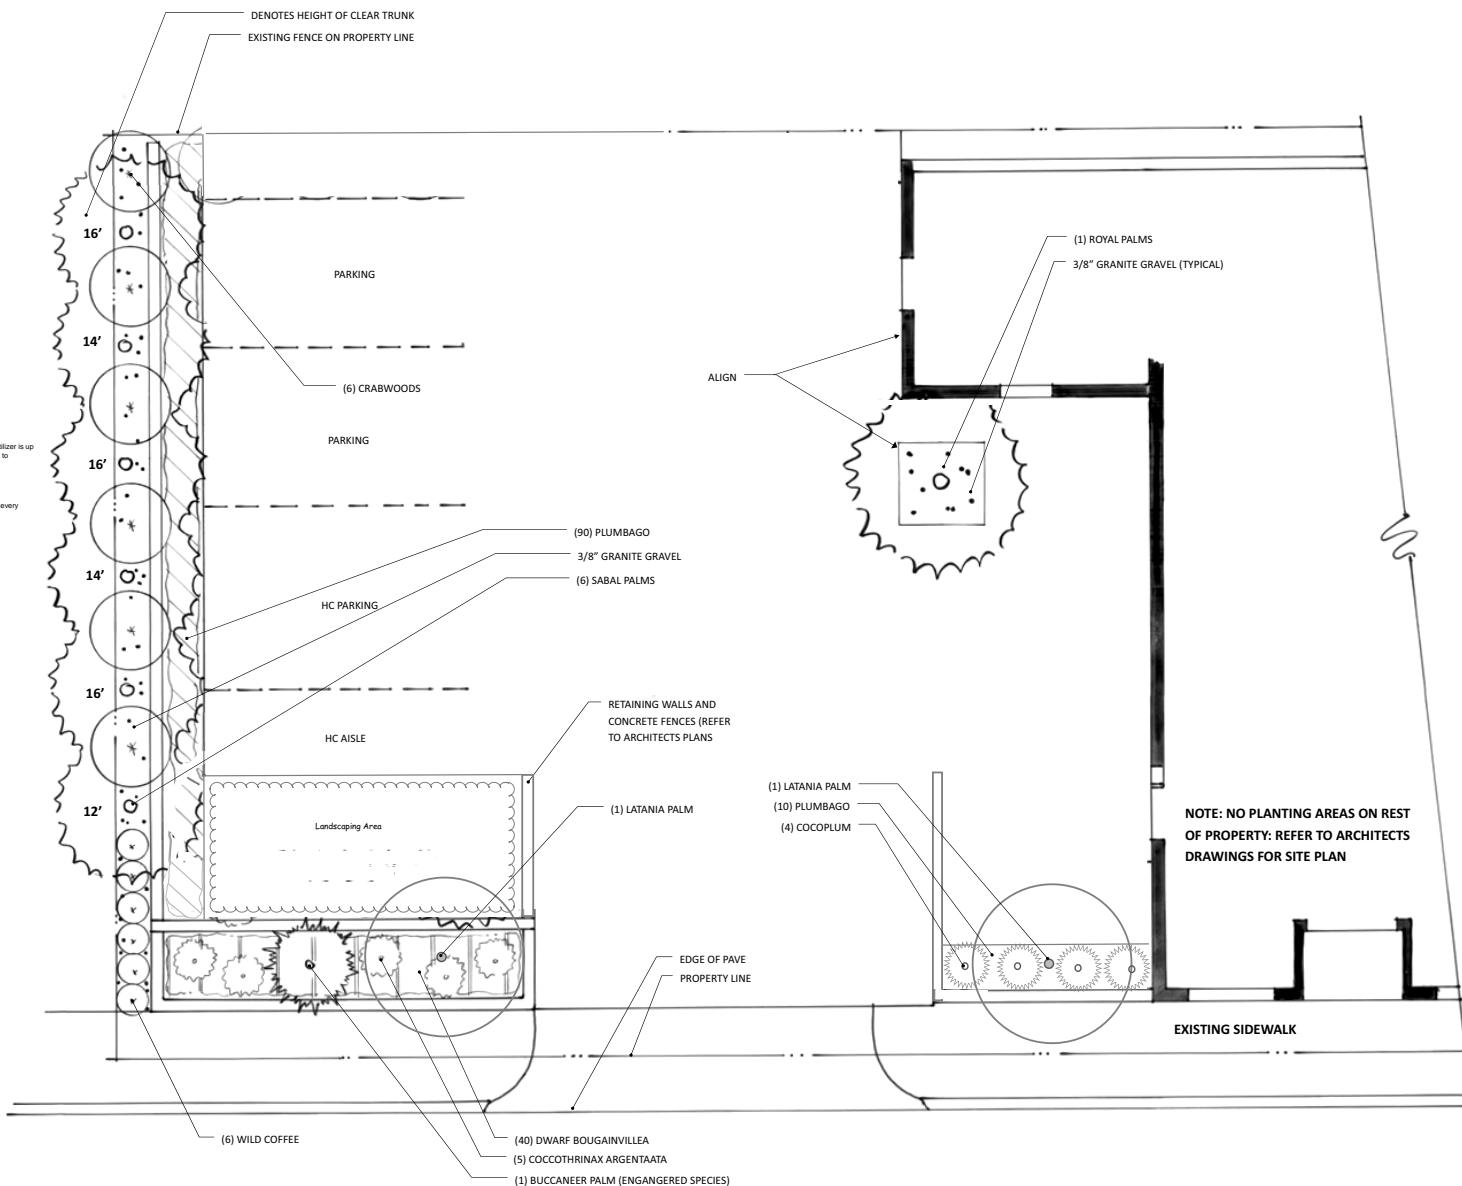 DENOTES HEIGHT OF CLEAR TRUNK
EXISTING FENCE ON PROPERTY LINE
16’
(1) ROYAL PALMS
3/8” GRANITE GRAVEL (TYPICAL)
PARKING
14’
ALIGN
(6) CRABWOODS
PARKING
tilizer is up
to
16’
every
(90) PLUMBAGO
3/8” GRANITE GRAVEL
(6) SABAL PALMS
14’
HC PARKING
16’
RETAINING WALLS AND
CONCRETE FENCES (REFER
TO ARCHITECTS PLANS
HC AISLE
(1) LATANIA PALM
(10) PLUMBAGO
(4) COCOPLUM
(1) LATANIA PALM
12’
Landscaping Area
NOTE: NO PLANTING AREAS ON REST
OF PROPERTY: REFER TO ARCHITECTS
DRAWINGS FOR SITE PLAN
EDGE OF PAVE
PROPERTY LINE
EXISTING SIDEWALK
(6) WILD COFFEE
(40) DWARF BOUGAINVILLEA
(5) COCCOTHRINAX ARGENTAATA
(1) BUCCANEER PALM (ENGANGERED SPECIES)